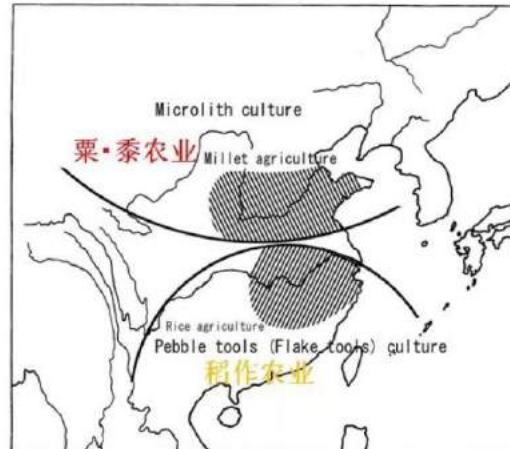 Microlith culture
粟·黍农业 Millet agriculture
Rice agriculture
Pebble tools (Flake tools) culture
稻作农业